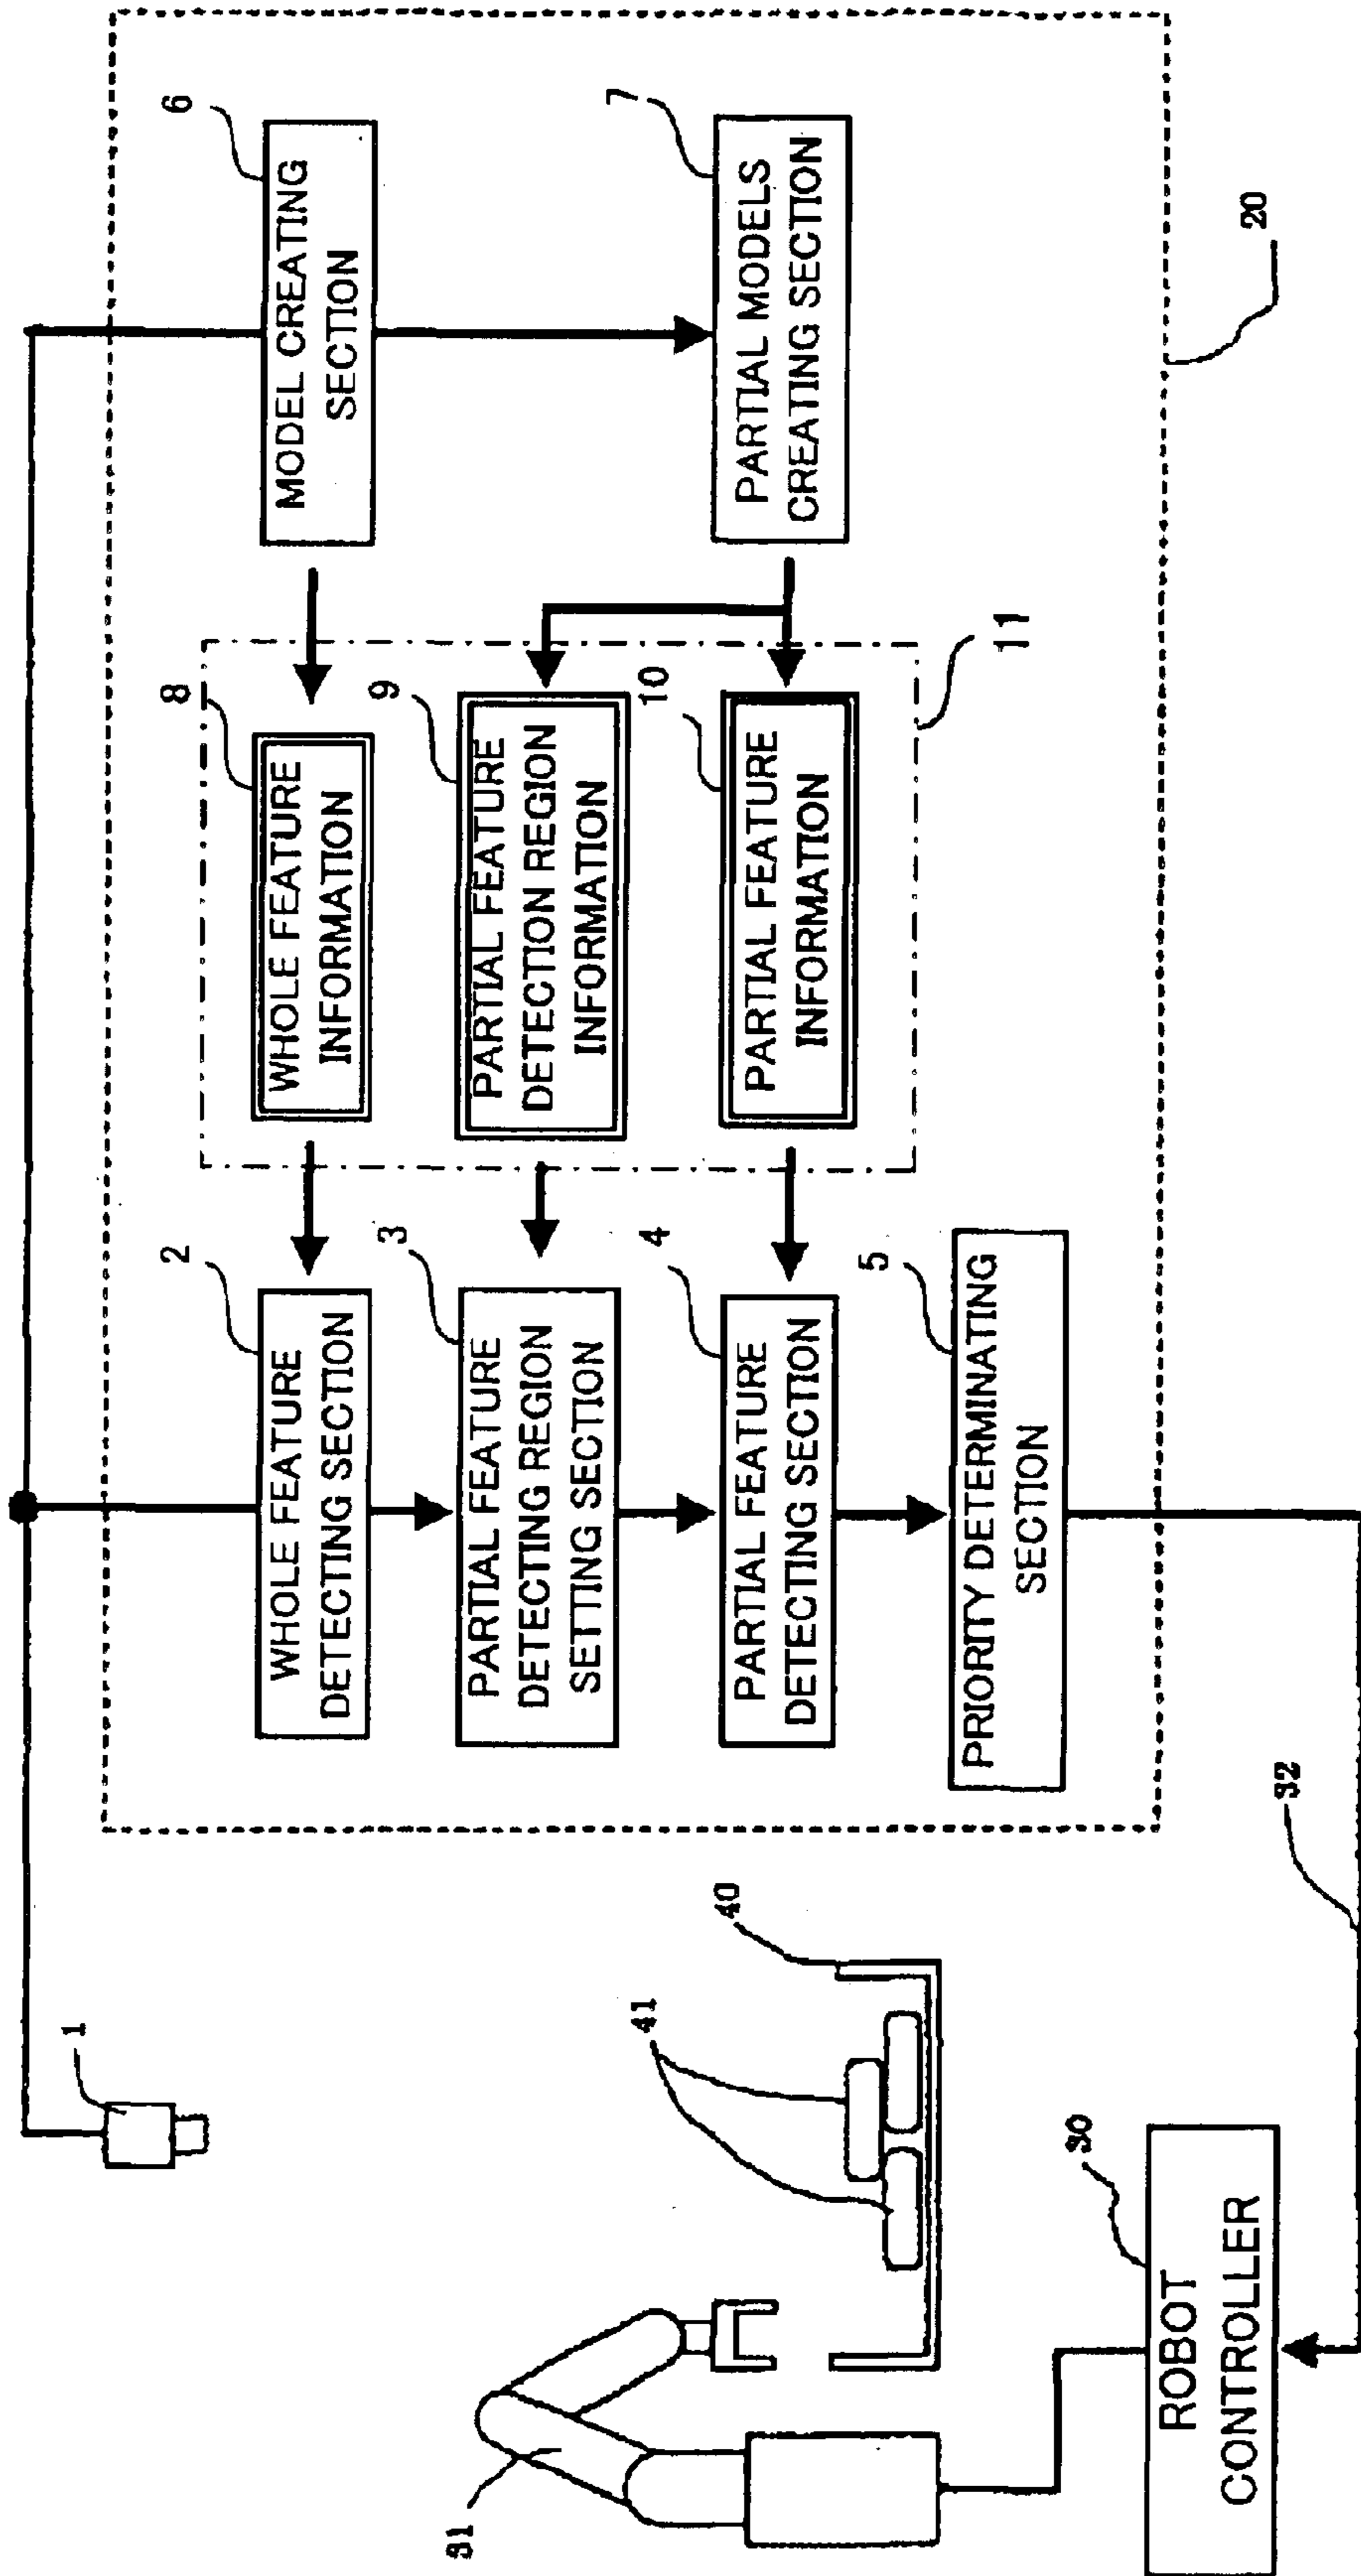 1
2
WHOLE FEATURE
DETECTING SECTION
8
WHOLE FEATURE
INFORMATION
6
MODEL CREATING
SECTION
3
PARTIAL FEATURE
DETECTING REGION
SETTING SECTION
9
PARTIAL FEATURE
DETECTION REGION
INFORMATION
31
41
40
4
PARTIAL FEATURE
DETECTING SECTION
10
PARTIAL FEATURE
INFORMATION
7
PARTIAL MODELS
CREATING SECTION
5
PRIORITY DETERMINATING
SECTION
11
30
ROBOT
CONTROLLER
32
20